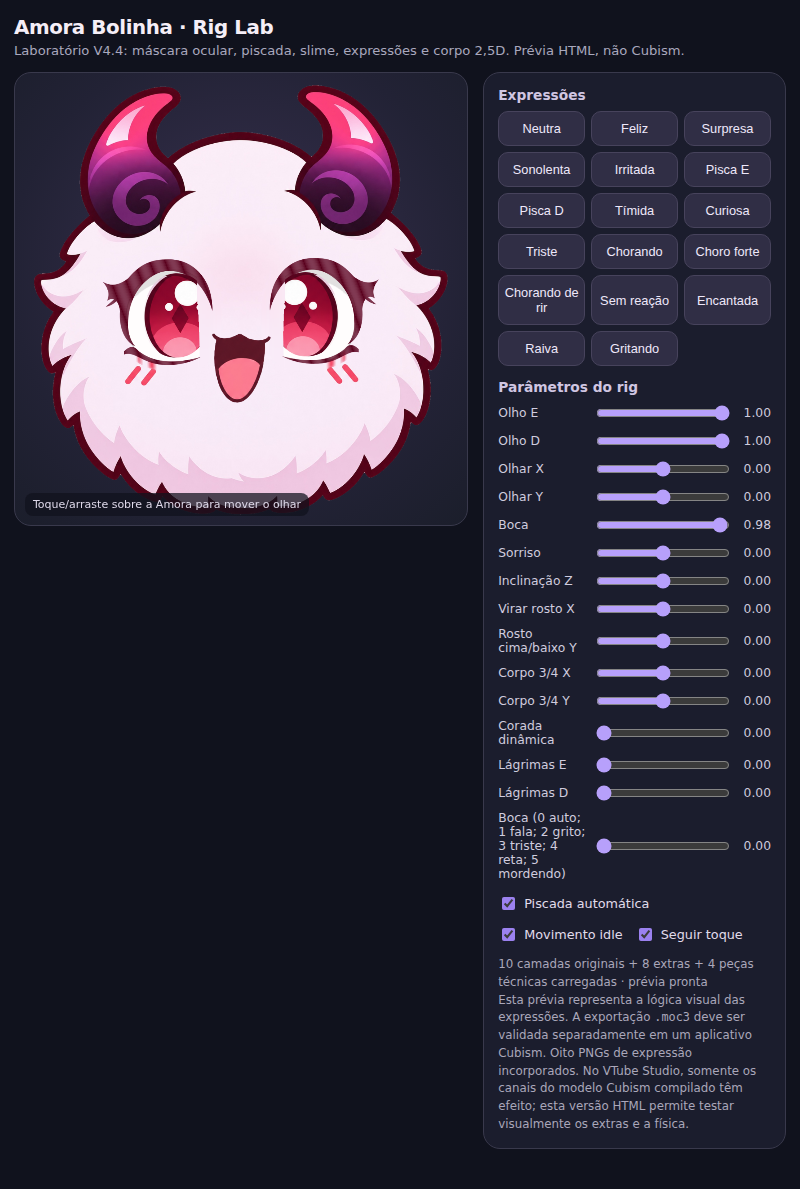 Amora Bolinha · Rig Lab
Laboratório V4.4: máscara ocular, piscada, slime, expressões e corpo 2,5D. Prévia HTML, não Cubism.
Toque/arraste sobre a Amora para mover o olhar
Expressões
Neutra
Feliz
Surpresa
Sonolenta
Irritada
Pisca E
Pisca D
Tímida
Curiosa
Triste
Chorando
Choro forte
Chorando de
rir
Sem reação
Encantada
Raiva
Gritando
Parâmetros do rig
Olho E 1.00
Olho D 1.00
Olhar X 0.00
Olhar Y 0.00
Boca 0.98
Sorriso 0.00
Inclinação Z 0.00
Virar rosto X 0.00
Rosto
cima/baixo Y 0.00
Corpo 3/4 X 0.00
Corpo 3/4 Y 0.00
Corada
dinâmica 0.00
Lágrimas E 0.00
Lágrimas D 0.00
Boca (0 auto;
1 fala; 2 grito;
3 triste; 4
reta; 5
mordendo) 0.00
Piscada automática
Movimento idle Seguir toque
10 camadas originais + 8 extras + 4 peças
técnicas carregadas · prévia pronta
Esta prévia representa a lógica visual das
expressões. A exportação .moc3 deve ser
validada separadamente em um aplicativo
Cubism. Oito PNGs de expressão
incorporados. No VTube Studio, somente os
canais do modelo Cubism compilado têm
efeito; esta versão HTML permite testar
visualmente os extras e a física.